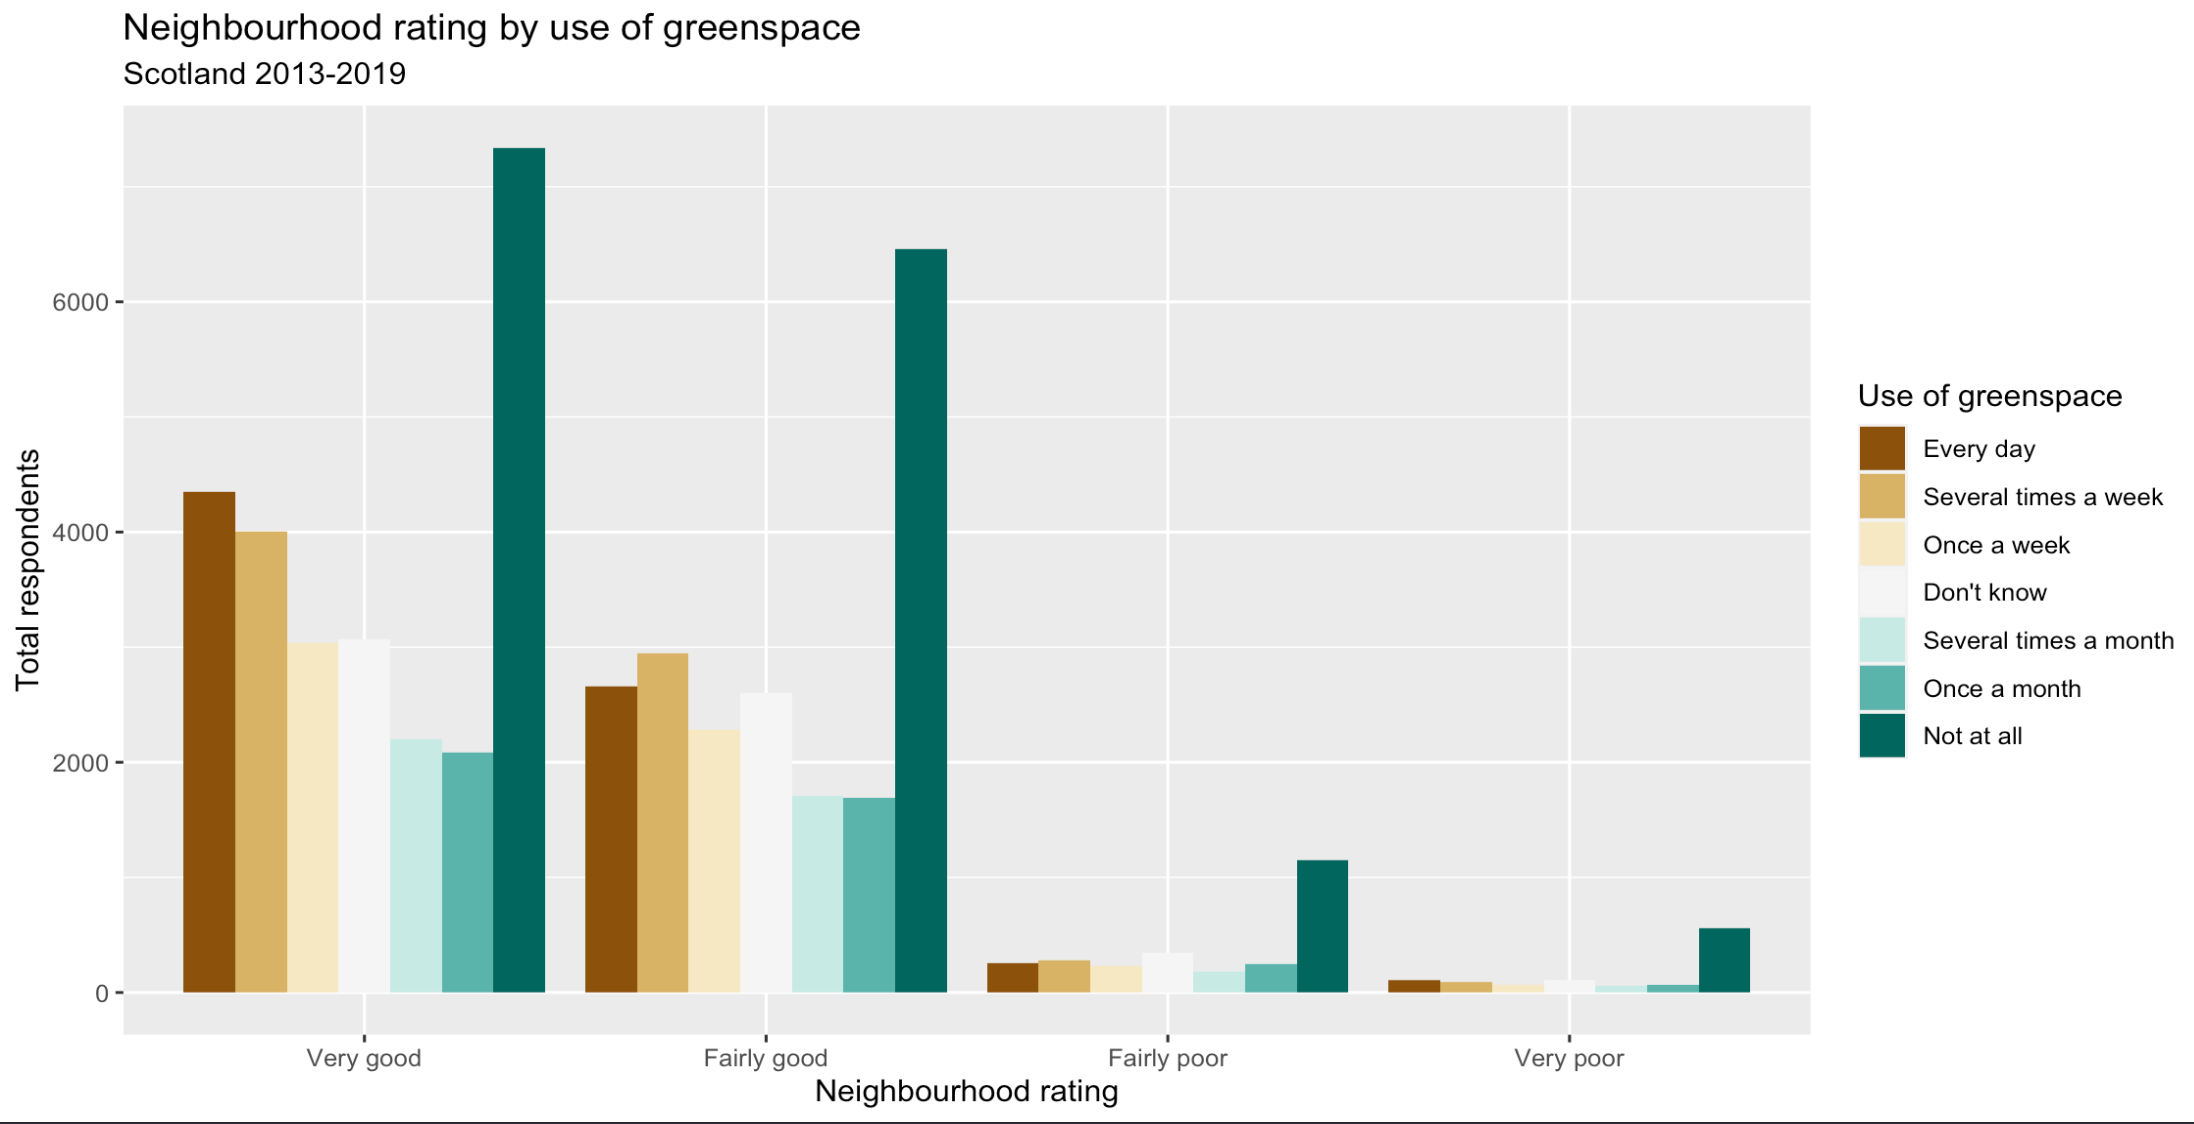 Neighbourhood rating by use of greenspace
Scotland 2013-2019
Total respondents
6000
4000
2000
0
Very good
Fairly good
Fairly poor
Very poor
Neighbourhood rating
Use of greenspace
Every day
Several times a week
Once a week
Don't know
Several times a month
Once a month
Not at all